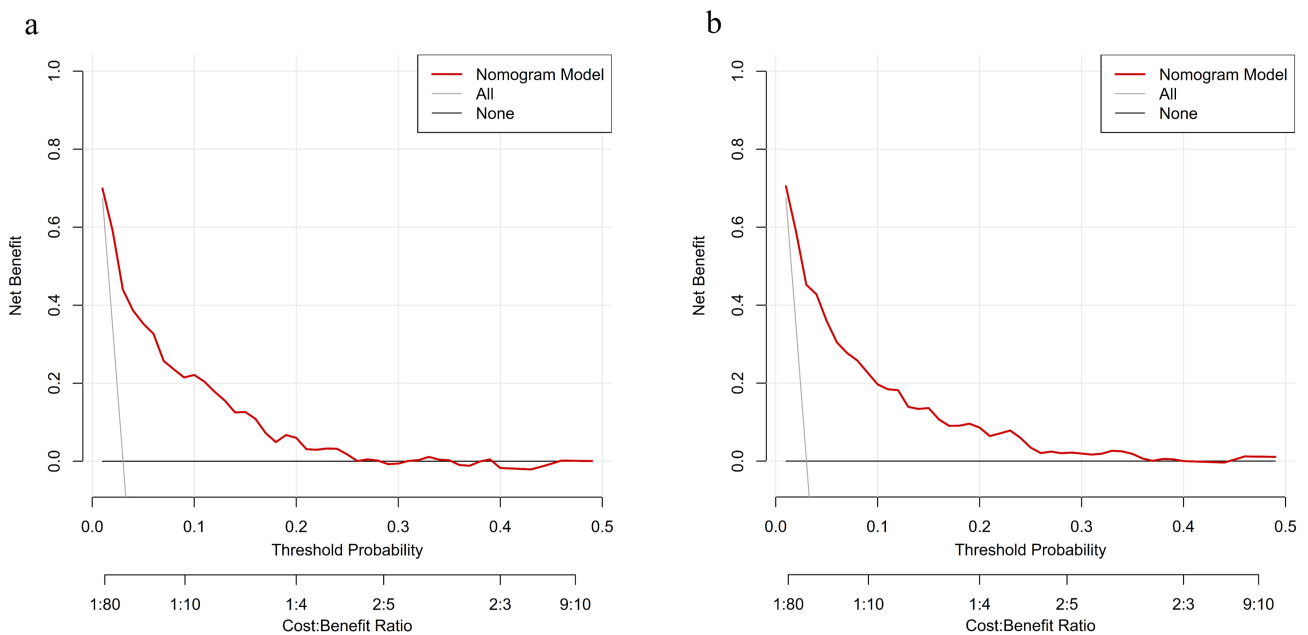 a
Nomogram Model
All
None
1.0
0.8
0.6
0.4
0.2
0.0
Net Benefit
0.0 0.1 0.2 0.3 0.4 0.5
Threshold Probability
1:80 1:10 1:4 2:5 2:3 9:10
Cost:Benefit Ratio
b
Nomogram Model
All
None
1.0
0.8
0.6
0.4
0.2
0.0
Net Benefit
0.0 0.1 0.2 0.3 0.4 0.5
Threshold Probability
1:80 1:10 1:4 2:5 2:3 9:10
Cost:Benefit Ratio